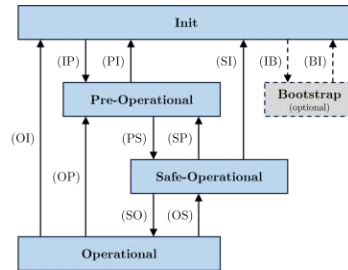 Init
(IP) (PI) (SI) (IB) (BI)
Pre-Operational
Bootstrap
(optional)
(OI) (PS) (SP)
(OP)
Safe-Operational
(SO) (OS)
Operational